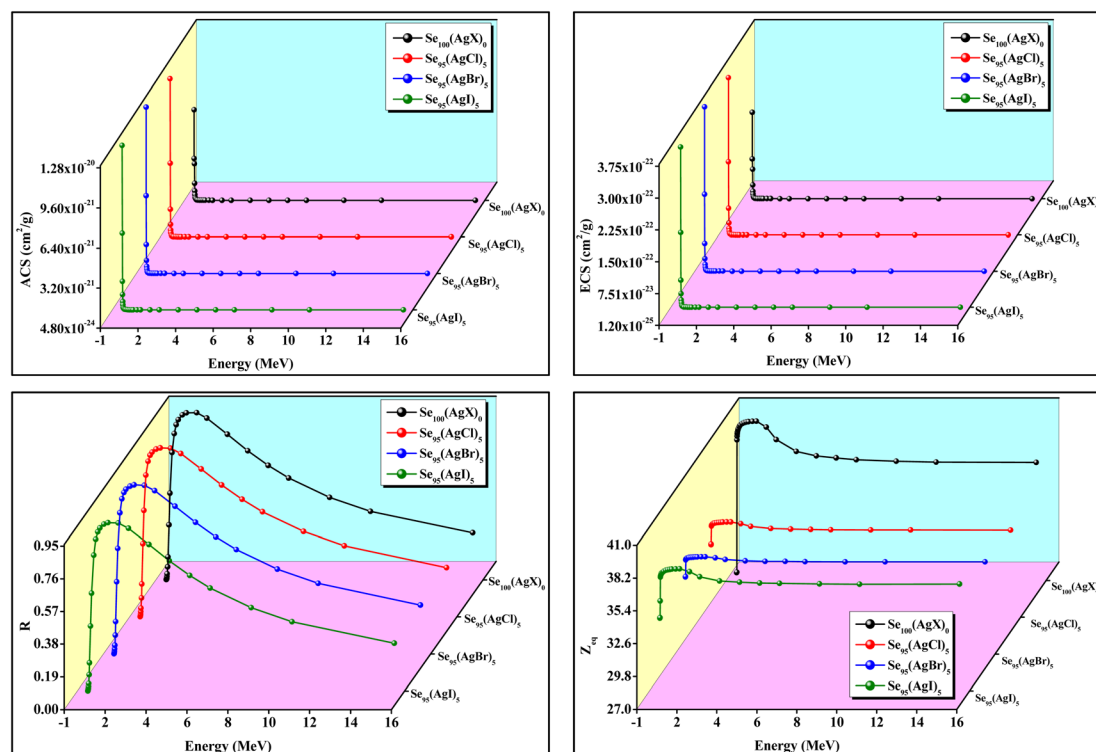 Se₁₀₀(AgX)₀
Se₉₅(AgCl)₅
Se₉₅(AgBr)₅
Se₉₅(AgI)₅
ACS (cm²/g)
1.28x10⁻²⁰
9.60x10⁻²¹
6.40x10⁻²¹
3.20x10⁻²¹
4.80x10⁻²⁴
-1 2 4 6 8 10 12 14 16
Energy (MeV)
Se₁₀₀(AgX)₀
Se₉₅(AgCl)₅
Se₉₅(AgBr)₅
Se₉₅(AgI)₅
Se₁₀₀(AgX)₀
Se₉₅(AgCl)₅
Se₉₅(AgBr)₅
Se₉₅(AgI)₅
ECS (cm²/g)
3.75x10⁻²²
3.00x10⁻²²
2.25x10⁻²²
1.50x10⁻²²
7.51x10⁻²³
1.20x10⁻²⁵
-1 2 4 6 8 10 12 14 16
Energy (MeV)
Se₁₀₀(AgX)
Se₉₅(AgCl)₅
Se₉₅(AgBr)₅
Se₉₅(AgI)₅
Se₁₀₀(AgX)₀
Se₉₅(AgCl)₅
Se₉₅(AgBr)₅
Se₉₅(AgI)₅
R
0.95
0.76
0.57
0.38
0.19
0.00
-1 2 4 6 8 10 12 14 16
Energy (MeV)
Se₁₀₀(AgX)₀
Se₉₅(AgCl)₅
Se₉₅(AgBr)₅
Se₉₅(AgI)₅
Zeq
41.0
38.2
35.4
32.6
29.8
27.0
-1 2 4 6 8 10 12 14 16
Energy (MeV)
Se₁₀₀(AgX)
Se₉₅(AgCl)₅
Se₉₅(AgBr)₅
Se₉₅(AgI)₅
Se₁₀₀(AgX)₀
Se₉₅(AgCl)₅
Se₉₅(AgBr)₅
Se₉₅(AgI)₅